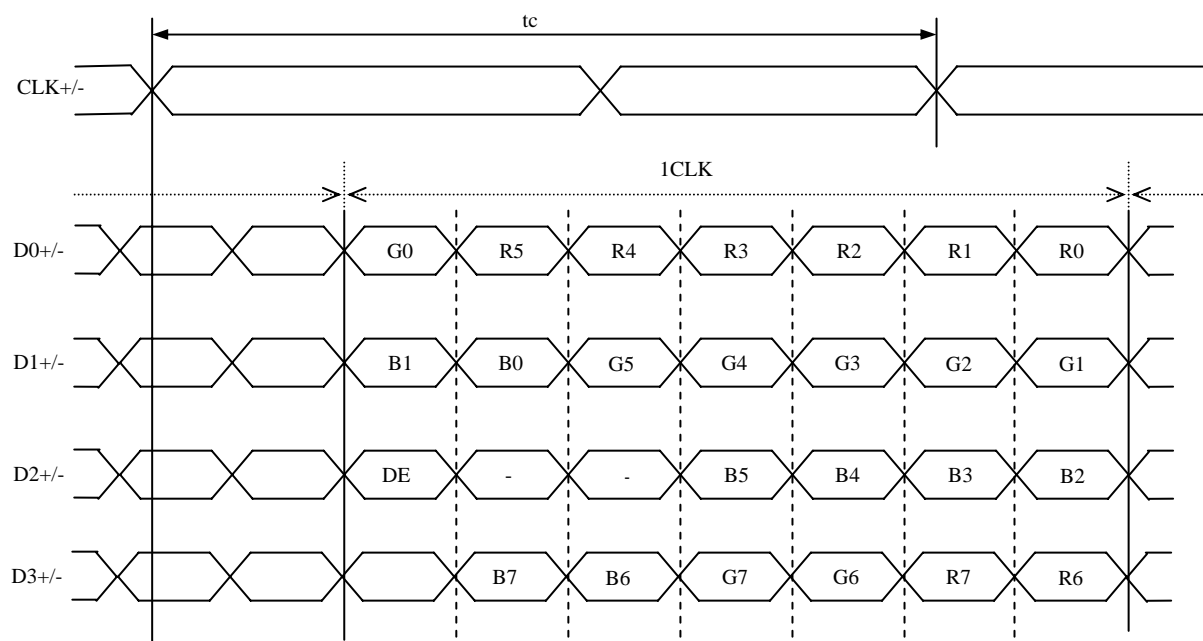 tc
CLK+/-
1CLK
D0+/- G0 R5 R4 R3 R2 R1 R0
D1+/- B1 B0 G5 G4 G3 G2 G1
D2+/- DE - - B5 B4 B3 B2
D3+/- B7 B6 G7 G6 R7 R6